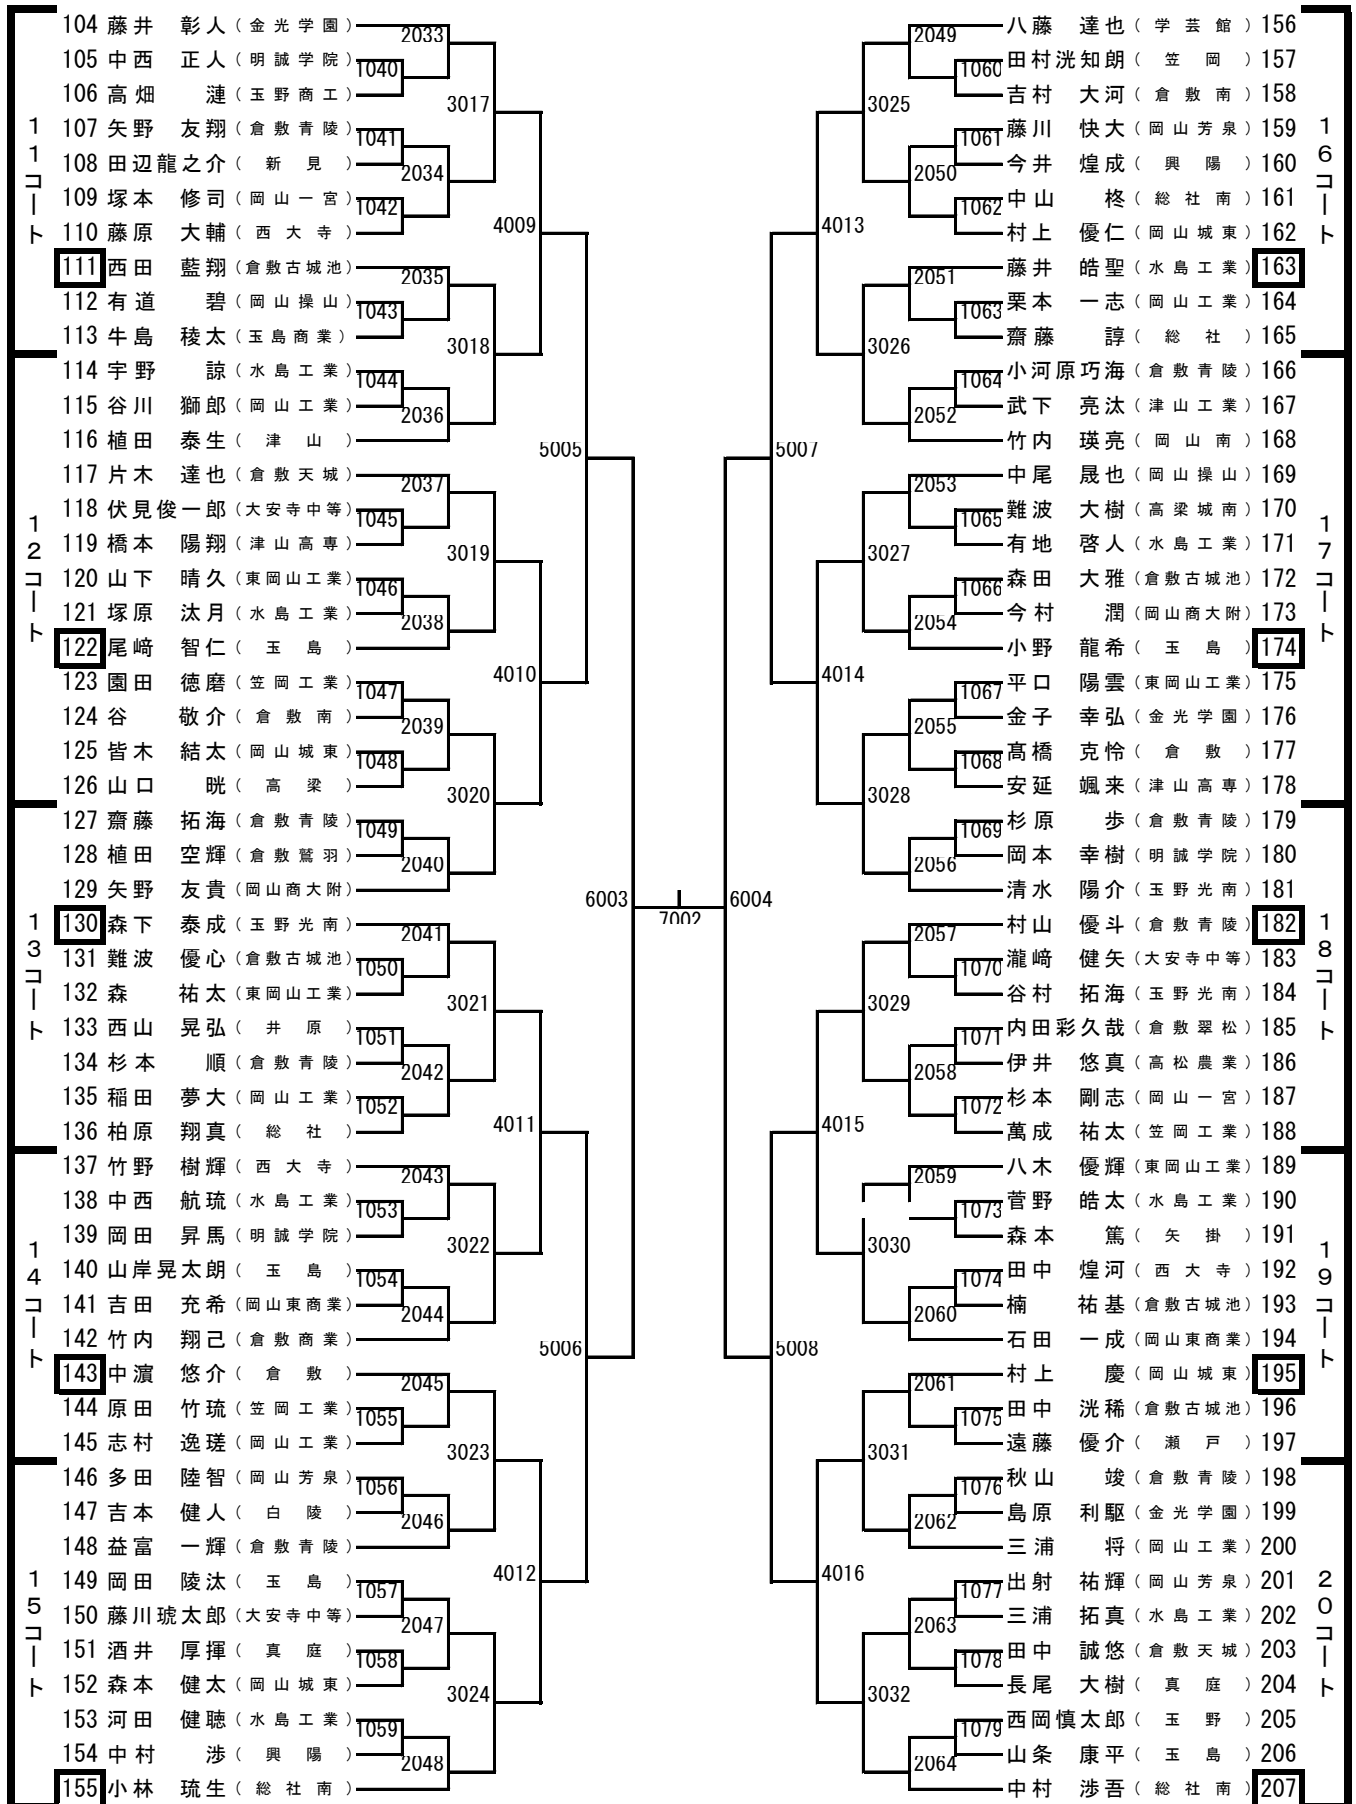 11コート
104 藤井 彰人 (金光学園)
105 中西 正人 (明誠学院)
106 高畑 漣 (玉野商工)
107 矢野 友翔 (倉敷青陵)
108 田辺龍之介 (新見)
109 塚本 修司 (岡山一宮)
110 藤原 大輔 (西大寺)
111 西田 藍翔 (倉敷古城池)
112 有道 碧 (岡山操山)
113 牛島 稜太 (玉島商業)
12コート
114 宇野 諒 (水島工業)
115 谷川 獅郎 (岡山工業)
116 植田 泰生 (津山)
117 片木 達也 (倉敷天城)
118 伏見俊一郎 (大安寺中等)
119 橋本 陽翔 (津山高専)
120 山下 晴久 (東岡山工業)
121 塚原 汰月 (水島工業)
122 尾﨑 智仁 (玉島)
123 園田 徳磨 (笠岡工業)
124 谷 敬介 (倉敷南)
125 皆木 結太 (岡山城東)
126 山口 晄 (高梁)
13コート
127 齋藤 拓海 (倉敷青陵)
128 植田 空輝 (倉敷鷲羽)
129 矢野 友貴 (岡山商大附)
130 森下 泰成 (玉野光南)
131 難波 優心 (倉敷古城池)
132 森 祐太 (東岡山工業)
133 西山 晃弘 (井原)
134 杉本 順 (倉敷青陵)
135 稲田 夢大 (岡山工業)
136 柏原 翔真 (総社)
14コート
137 竹野 樹輝 (西大寺)
138 中西 航琉 (水島工業)
139 岡田 昇馬 (明誠学院)
140 山岸晃太朗 (玉島)
141 吉田 充希 (岡山東商業)
142 竹内 翔己 (倉敷商業)
143 中濵 悠介 (倉敷)
144 原田 竹琉 (笠岡工業)
145 志村 逸瑳 (岡山工業)
15コート
146 多田 陸智 (岡山芳泉)
147 吉本 健人 (白陵)
148 益富 一輝 (倉敷青陵)
149 岡田 陵汰 (玉島)
150 藤川琥太郎 (大安寺中等)
151 酒井 厚揮 (真庭)
152 森本 健太 (岡山城東)
153 河田 健聴 (水島工業)
154 中村 渉 (興陽)
155 小林 琉生 (総社南)
1040
1041
1042
1043
1044
1045
1046
1047
1048
1049
1050
1051
1052
1053
1054
1055
1056
1057
1058
1059
2033
2034
2035
2036
2037
2038
2039
2040
2041
2042
2043
2044
2045
2046
2047
2048
3017
3018
3019
3020
3021
3022
3023
3024
4009
4010
4011
4012
5005
5006
6003
7002
6004
5007
5008
4013
4014
4015
4016
3025
3026
3027
3028
3029
3030
3031
3032
2049
2050
2051
2052
2053
2054
2055
2056
2057
2058
2059
2060
2061
2062
2063
2064
1060
1061
1062
1063
1064
1065
1066
1067
1068
1069
1070
1071
1072
1073
1074
1075
1076
1077
1078
1079
16コート
八藤 達也 (学芸館) 156
田村洸知朗 (笠岡) 157
吉村 大河 (倉敷南) 158
藤川 快大 (岡山芳泉) 159
今井 煌成 (興陽) 160
中山 柊 (総社南) 161
村上 優仁 (岡山城東) 162
藤井 皓聖 (水島工業) 163
栗本 一志 (岡山工業) 164
齋藤 諄 (総社) 165
17コート
小河原巧海 (倉敷青陵) 166
武下 亮汰 (津山工業) 167
竹内 瑛亮 (岡山南) 168
中尾 晟也 (岡山操山) 169
難波 大樹 (高梁城南) 170
有地 啓人 (水島工業) 171
森田 大雅 (倉敷古城池) 172
今村 潤 (岡山商大附) 173
小野 龍希 (玉島) 174
平口 陽雲 (東岡山工業) 175
金子 幸弘 (金光学園) 176
髙橋 克怜 (倉敷) 177
安延 颯来 (津山高専) 178
18コート
杉原 歩 (倉敷青陵) 179
岡本 幸樹 (明誠学院) 180
清水 陽介 (玉野光南) 181
村山 優斗 (倉敷青陵) 182
瀧﨑 健矢 (大安寺中等) 183
谷村 拓海 (玉野光南) 184
内田彩久哉 (倉敷翠松) 185
伊井 悠真 (高松農業) 186
杉本 剛志 (岡山一宮) 187
萬成 祐太 (笠岡工業) 188
19コート
八木 優輝 (東岡山工業) 189
菅野 皓太 (水島工業) 190
森本 篤 (矢掛) 191
田中 煌河 (西大寺) 192
楠 祐基 (倉敷古城池) 193
石田 一成 (岡山東商業) 194
村上 慶 (岡山城東) 195
田中 洸稀 (倉敷古城池) 196
遠藤 優介 (瀬戸) 197
20コート
秋山 竣 (倉敷青陵) 198
島原 利駆 (金光学園) 199
三浦 将 (岡山工業) 200
出射 祐輝 (岡山芳泉) 201
三浦 拓真 (水島工業) 202
田中 誠悠 (倉敷天城) 203
長尾 大樹 (真庭) 204
西岡慎太郎 (玉野) 205
山条 康平 (玉島) 206
中村 渉吾 (総社南) 207